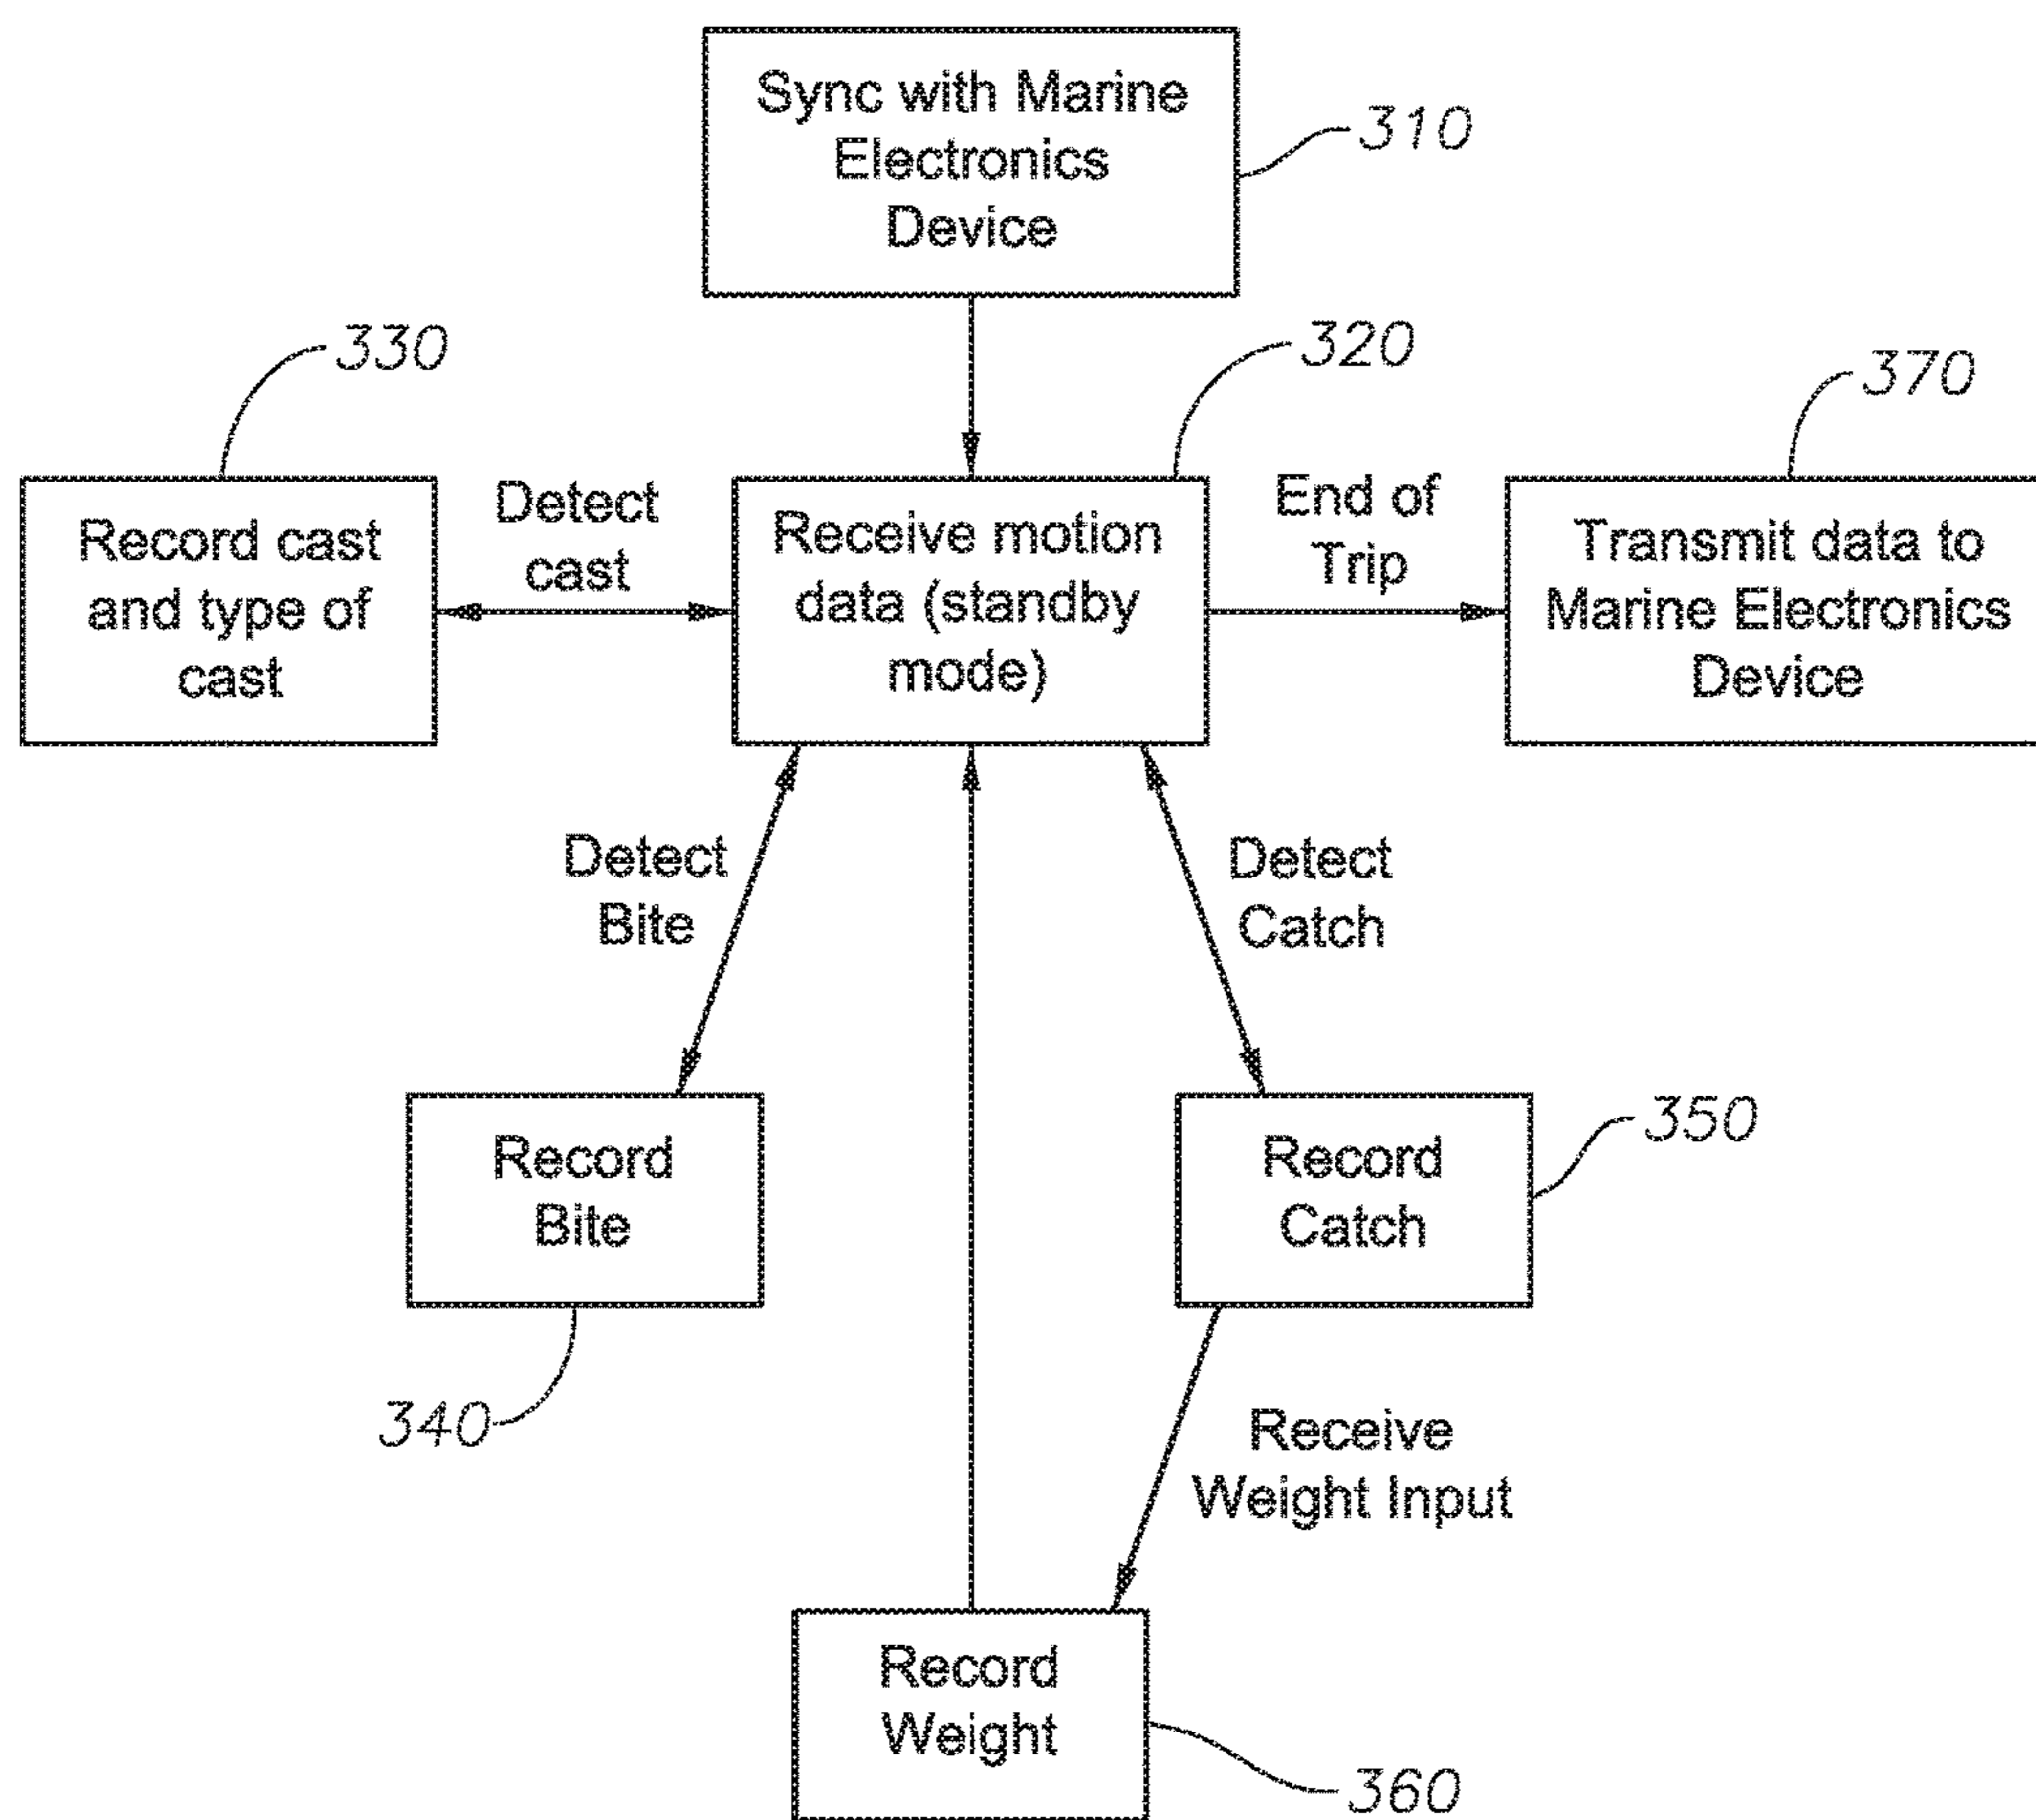 Sync with Marine
Electronics
Device
310
330
320
370
Record cast
and type of
cast
Detect
cast
Receive motion
data (standby
mode)
End of
Trip
Transmit data to
Marine Electronics
Device
Detect
Bite
Detect
Catch
Record
Bite
340
Record
Catch
350
Receive
Weight Input
Record
Weight
360